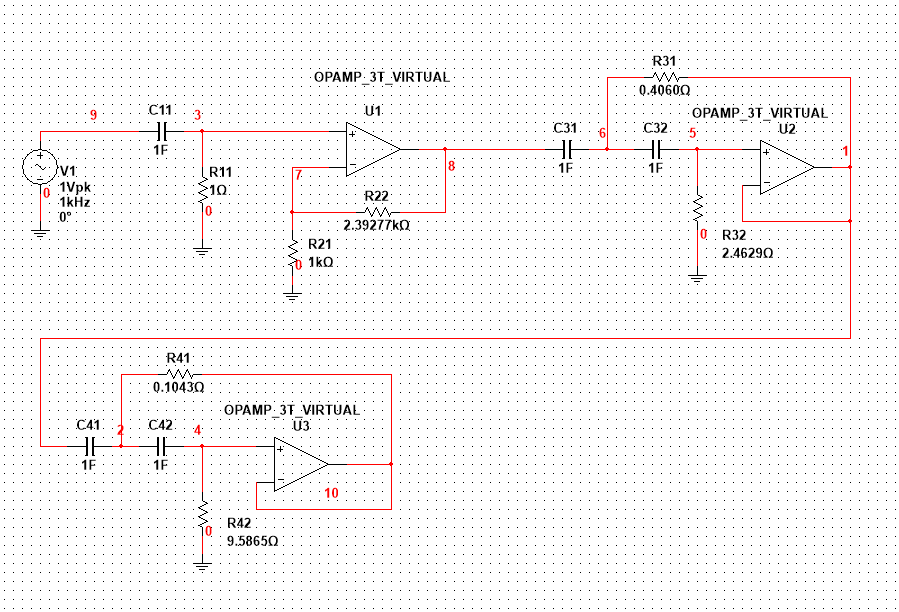 OPAMP_3T_VIRTUAL
U1
9
C11
1F
3
V1
1Vpk
1kHz
0°
0
R11
1Ω
0
7
8
R22
2.39277kΩ
R21
1kΩ
0
C31
1F
6
R31
0.4060Ω
C32
1F
5
OPAMP_3T_VIRTUAL
U2
1
R32
2.4629Ω
0
R41
0.1043Ω
C41
1F
2
C42
1F
4
OPAMP_3T_VIRTUAL
U3
10
R42
9.5865Ω
0